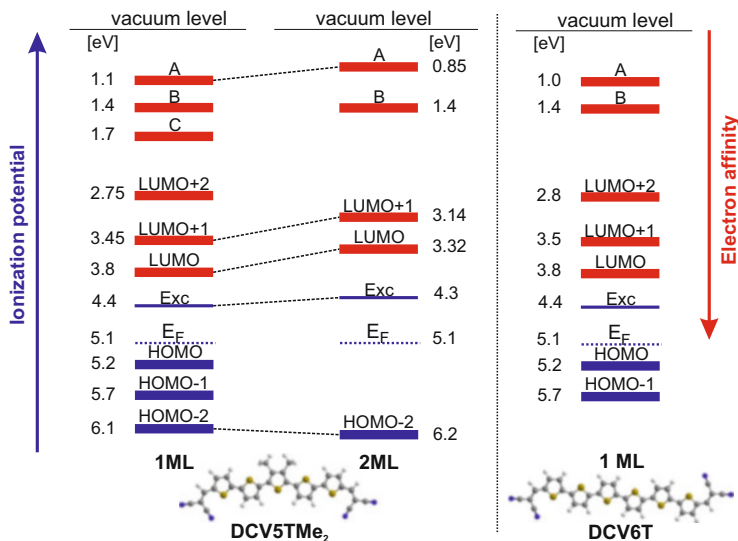 vacuum level
vacuum level
vacuum level
[eV]
[eV]
[eV]
Ionization potential
Electron affinity
A
1.1
B
1.4
C
1.7
LUMO+2
2.75
LUMO+1
3.45
LUMO
3.8
Exc
4.4
E_F
5.1
HOMO
5.2
HOMO-1
5.7
HOMO-2
6.1
1ML
A
0.85
B
1.4
LUMO+1
3.14
LUMO
3.32
Exc
4.3
E_F
5.1
HOMO-2
6.2
2ML
DCV5TMe₂
A
1.0
B
1.4
LUMO+2
2.8
LUMO+1
3.5
LUMO
3.8
Exc
4.4
E_F
5.1
HOMO
5.2
HOMO-1
5.7
1 ML
DCV6T